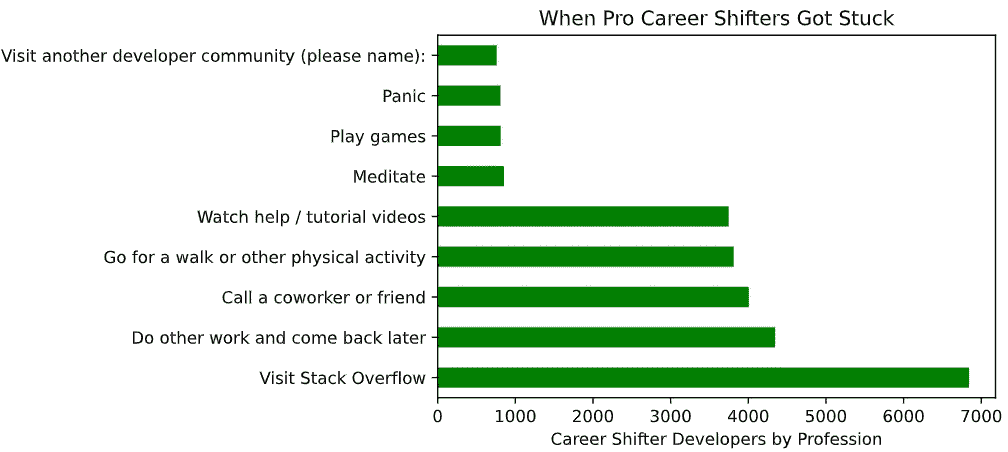 When Pro Career Shifters Got Stuck
Visit another developer community (please name):
Panic
Play games
Meditate
Watch help / tutorial videos
Go for a walk or other physical activity
Call a coworker or friend
Do other work and come back later
Visit Stack Overflow
0 1000 2000 3000 4000 5000 6000 7000
Career Shifter Developers by Profession